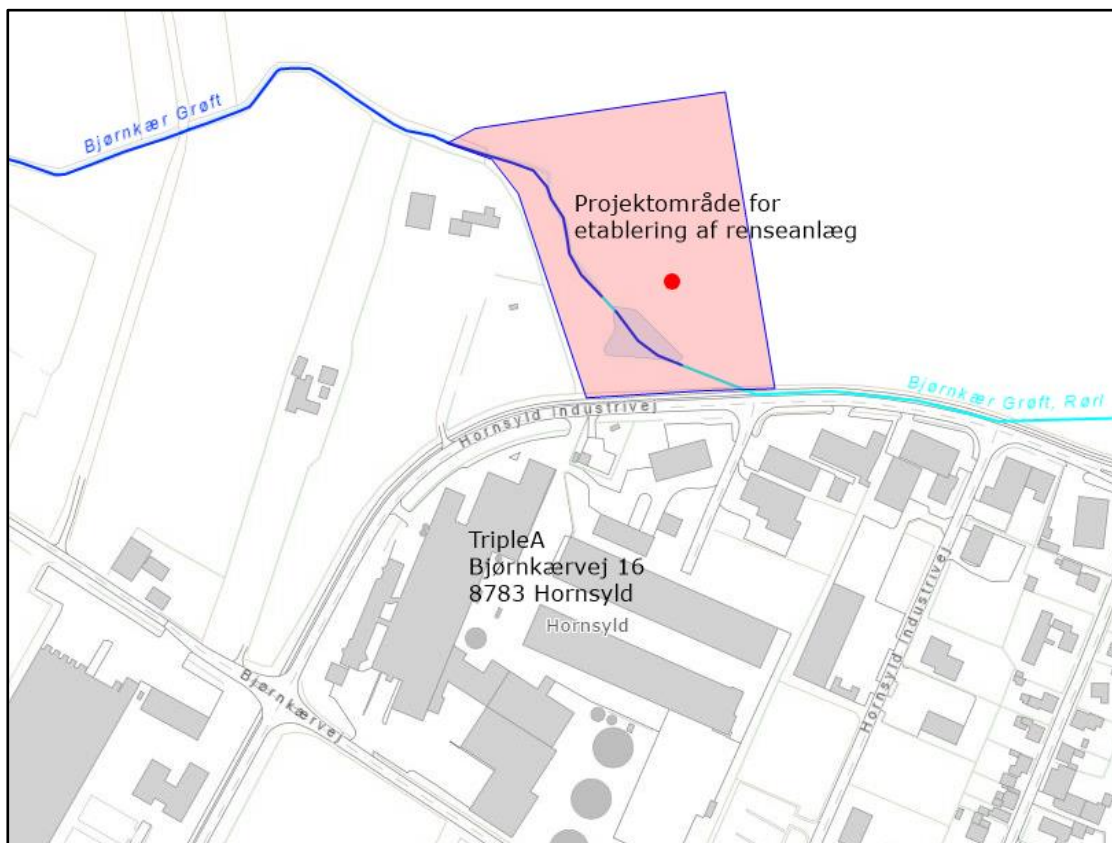 Bjørnkær Grøft
Projektområde for
etablering af renseanlæg
Bjørnkær Grøft, Rørl
Hornsyld Industrivej
TripleA
Bjørnkærvej 16
8783 Hornsyld
Hornsyld
Hornsyld Industrivej
Bjørnkærvej